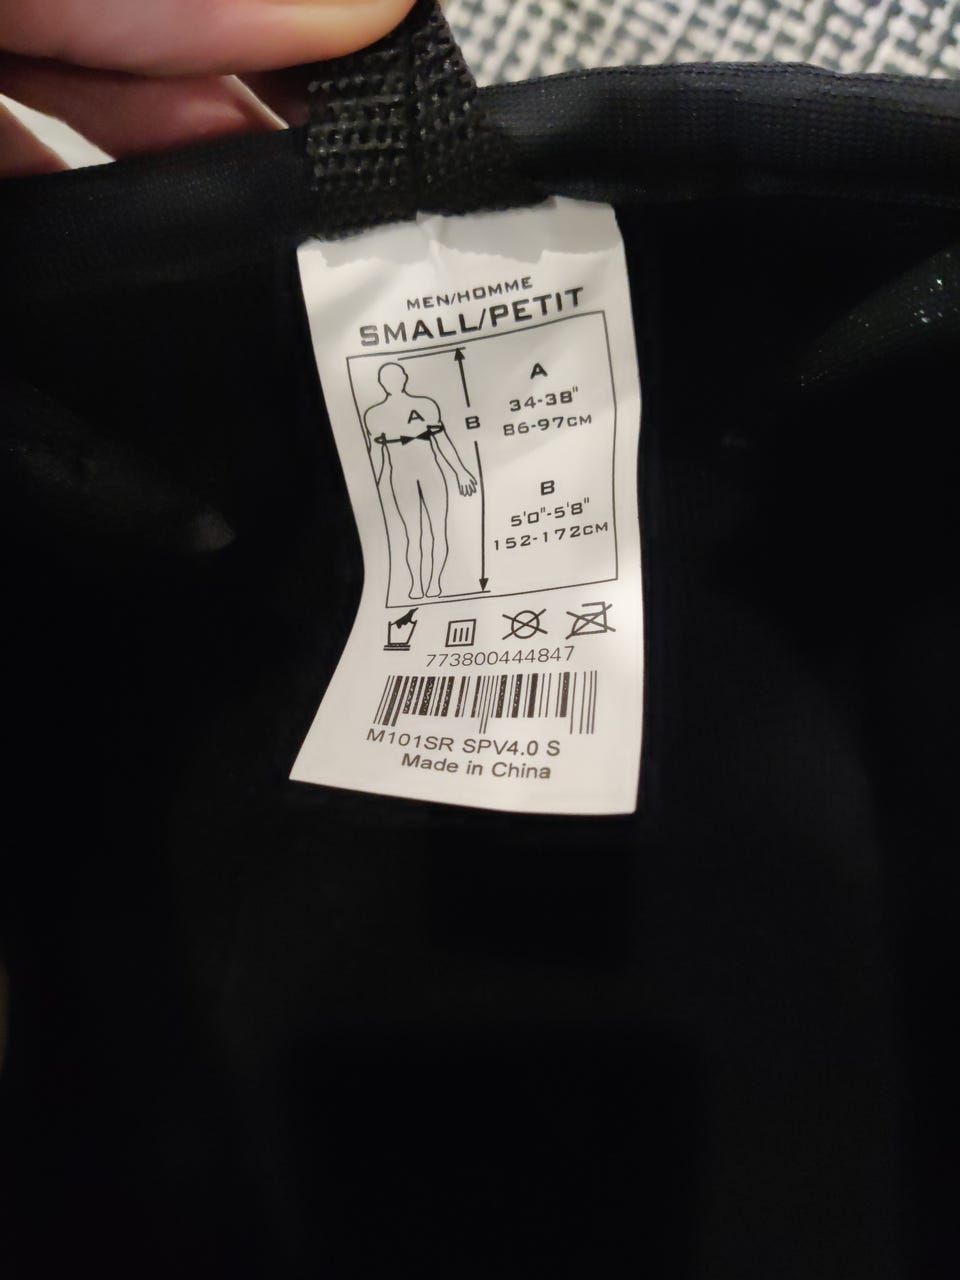 MEN/HOMME
SMALL/PETIT
A
34-38"
86-97CM
A
B
B
5'0"-5'8"
152-172CM
773800444847
M101SR SPV4.0 S
Made in China